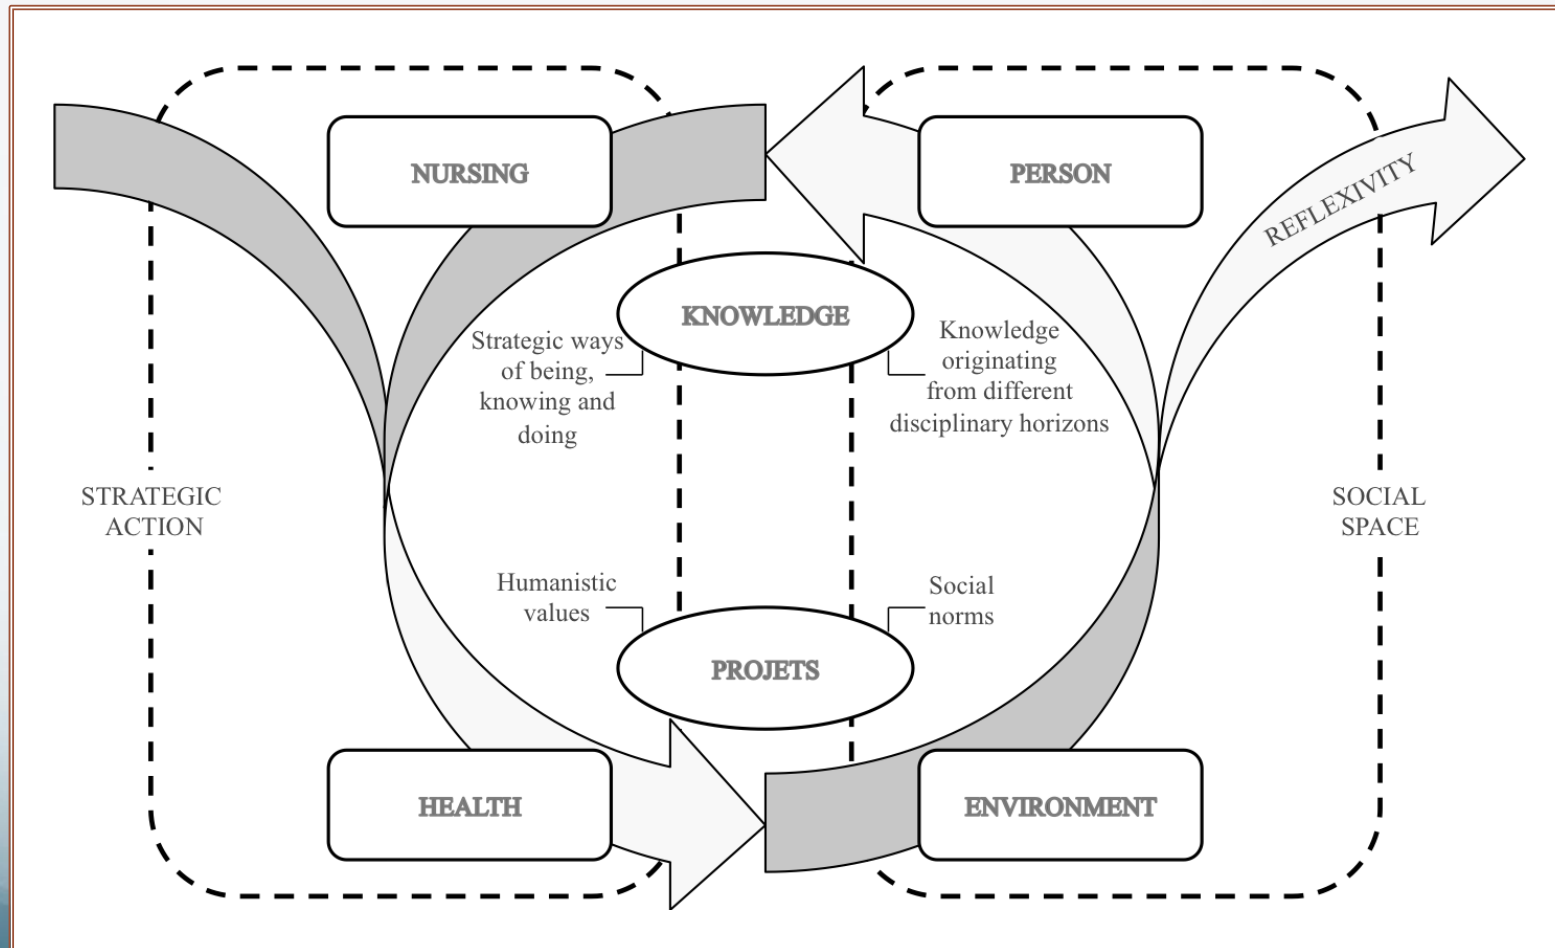 NURSING
PERSON
REFLEXIVITY
KNOWLEDGE
Strategic ways
of being,
knowing and
doing
Knowledge
originating
from different
disciplinary horizons
STRATEGIC
ACTION
SOCIAL
SPACE
Humanistic
values
Social
norms
PROJETS
HEALTH
ENVIRONMENT